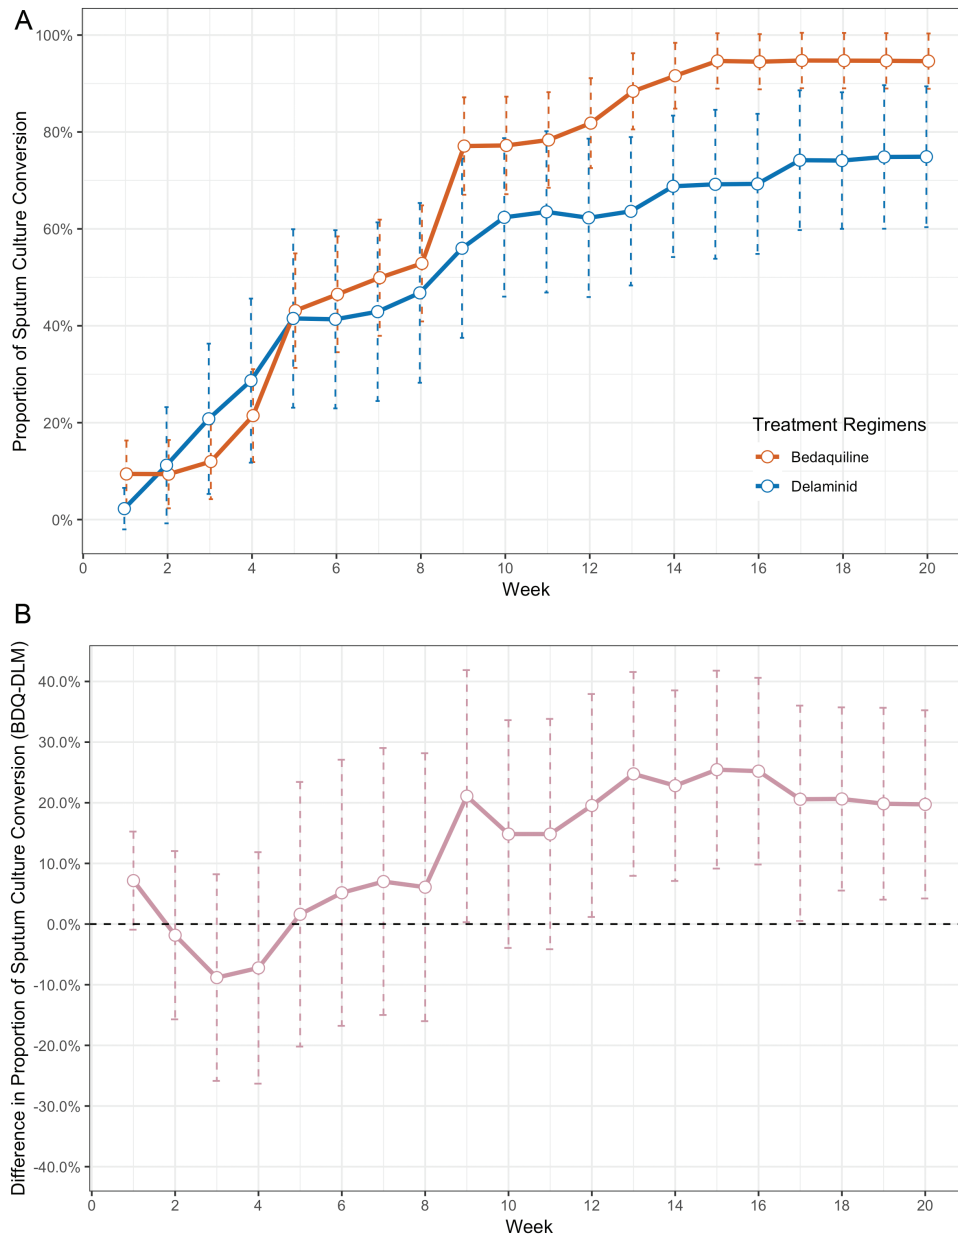 A
Proportion of Sputum Culture Conversion
100%
80%
60%
40%
20%
0%
Treatment Regimens
Bedaquiline
Delaminid
0 2 4 6 8 10 12 14 16 18 20
Week
B
Difference in Proportion of Sputum Culture Conversion (BDQ-DLM)
40.0%
30.0%
20.0%
10.0%
0.0%
-10.0%
-20.0%
-30.0%
-40.0%
0 2 4 6 8 10 12 14 16 18 20
Week